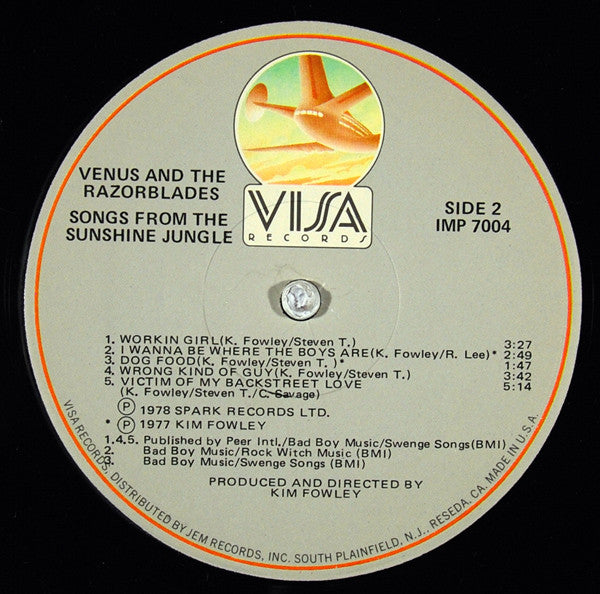 VISA
RECORDS
VENUS AND THE
RAZORBLADES
SONGS FROM THE
SUNSHINE JUNGLE
SIDE 2
IMP 7004
1. WORKIN GIRL(K. Fowley/Steven T.) 3:27
2. I WANNA BE WHERE THE BOYS ARE(K. Fowley/R. Lee)* 2:49
3. DOG FOOD(K. Fowley/Steven T. )* 1:47
4. WRONG KIND OF GUY(K. Fowley/Steven T.) 3:42
5. VICTIM OF MY BACKSTREET LOVE 5:14
(K. Fowley/Steven T./C. Savage)
Ⓟ 1978 SPARK RECORDS LTD.
* Ⓟ 1977 KIM FOWLEY
1.4.5. Published by Peer Intl./Bad Boy Music/Swenge Songs(BMI)
2. Bad Boy Music/Rock Witch Music (BMI)
3. Bad Boy Music/Swenge Songs (BMI)
PRODUCED AND DIRECTED BY
KIM FOWLEY
VISA RECORDS, DISTRIBUTED BY JEM RECORDS, INC. SOUTH PLAINFIELD, N.J., RESEDA, CA. MADE IN U.S.A.